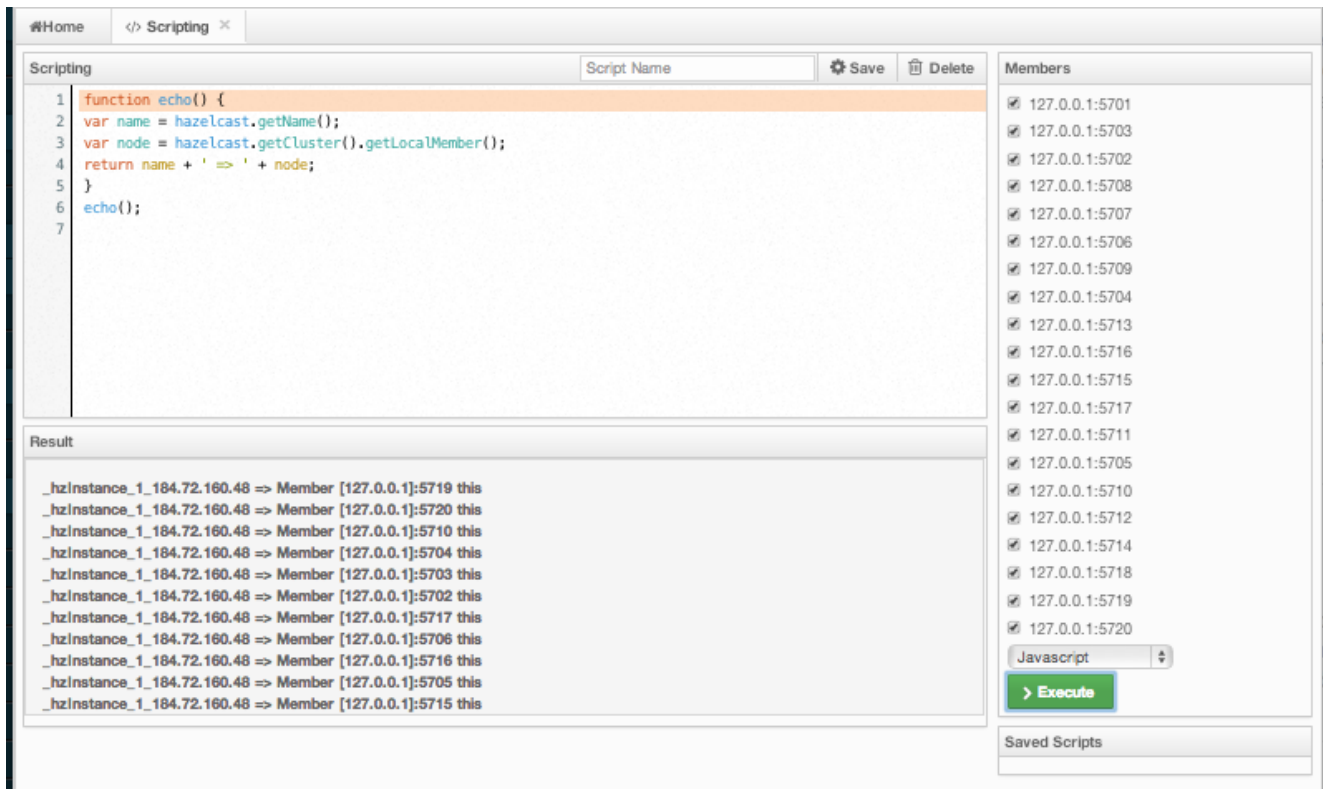 Home
</> Scripting ×
Scripting
Script Name
Save
Delete
1 function echo() {
2 var name = hazelcast.getName();
3 var node = hazelcast.getCluster().getLocalMember();
4 return name + ' => ' + node;
5 }
6 echo();
7
Result
_hzInstance_1_184.72.160.48 => Member [127.0.0.1]:5719 this
_hzInstance_1_184.72.160.48 => Member [127.0.0.1]:5720 this
_hzInstance_1_184.72.160.48 => Member [127.0.0.1]:5710 this
_hzInstance_1_184.72.160.48 => Member [127.0.0.1]:5704 this
_hzInstance_1_184.72.160.48 => Member [127.0.0.1]:5703 this
_hzInstance_1_184.72.160.48 => Member [127.0.0.1]:5702 this
_hzInstance_1_184.72.160.48 => Member [127.0.0.1]:5717 this
_hzInstance_1_184.72.160.48 => Member [127.0.0.1]:5706 this
_hzInstance_1_184.72.160.48 => Member [127.0.0.1]:5716 this
_hzInstance_1_184.72.160.48 => Member [127.0.0.1]:5705 this
_hzInstance_1_184.72.160.48 => Member [127.0.0.1]:5715 this
Members
127.0.0.1:5701
127.0.0.1:5703
127.0.0.1:5702
127.0.0.1:5708
127.0.0.1:5707
127.0.0.1:5706
127.0.0.1:5709
127.0.0.1:5704
127.0.0.1:5713
127.0.0.1:5716
127.0.0.1:5715
127.0.0.1:5717
127.0.0.1:5711
127.0.0.1:5705
127.0.0.1:5710
127.0.0.1:5712
127.0.0.1:5714
127.0.0.1:5718
127.0.0.1:5719
127.0.0.1:5720
Javascript
> Execute
Saved Scripts